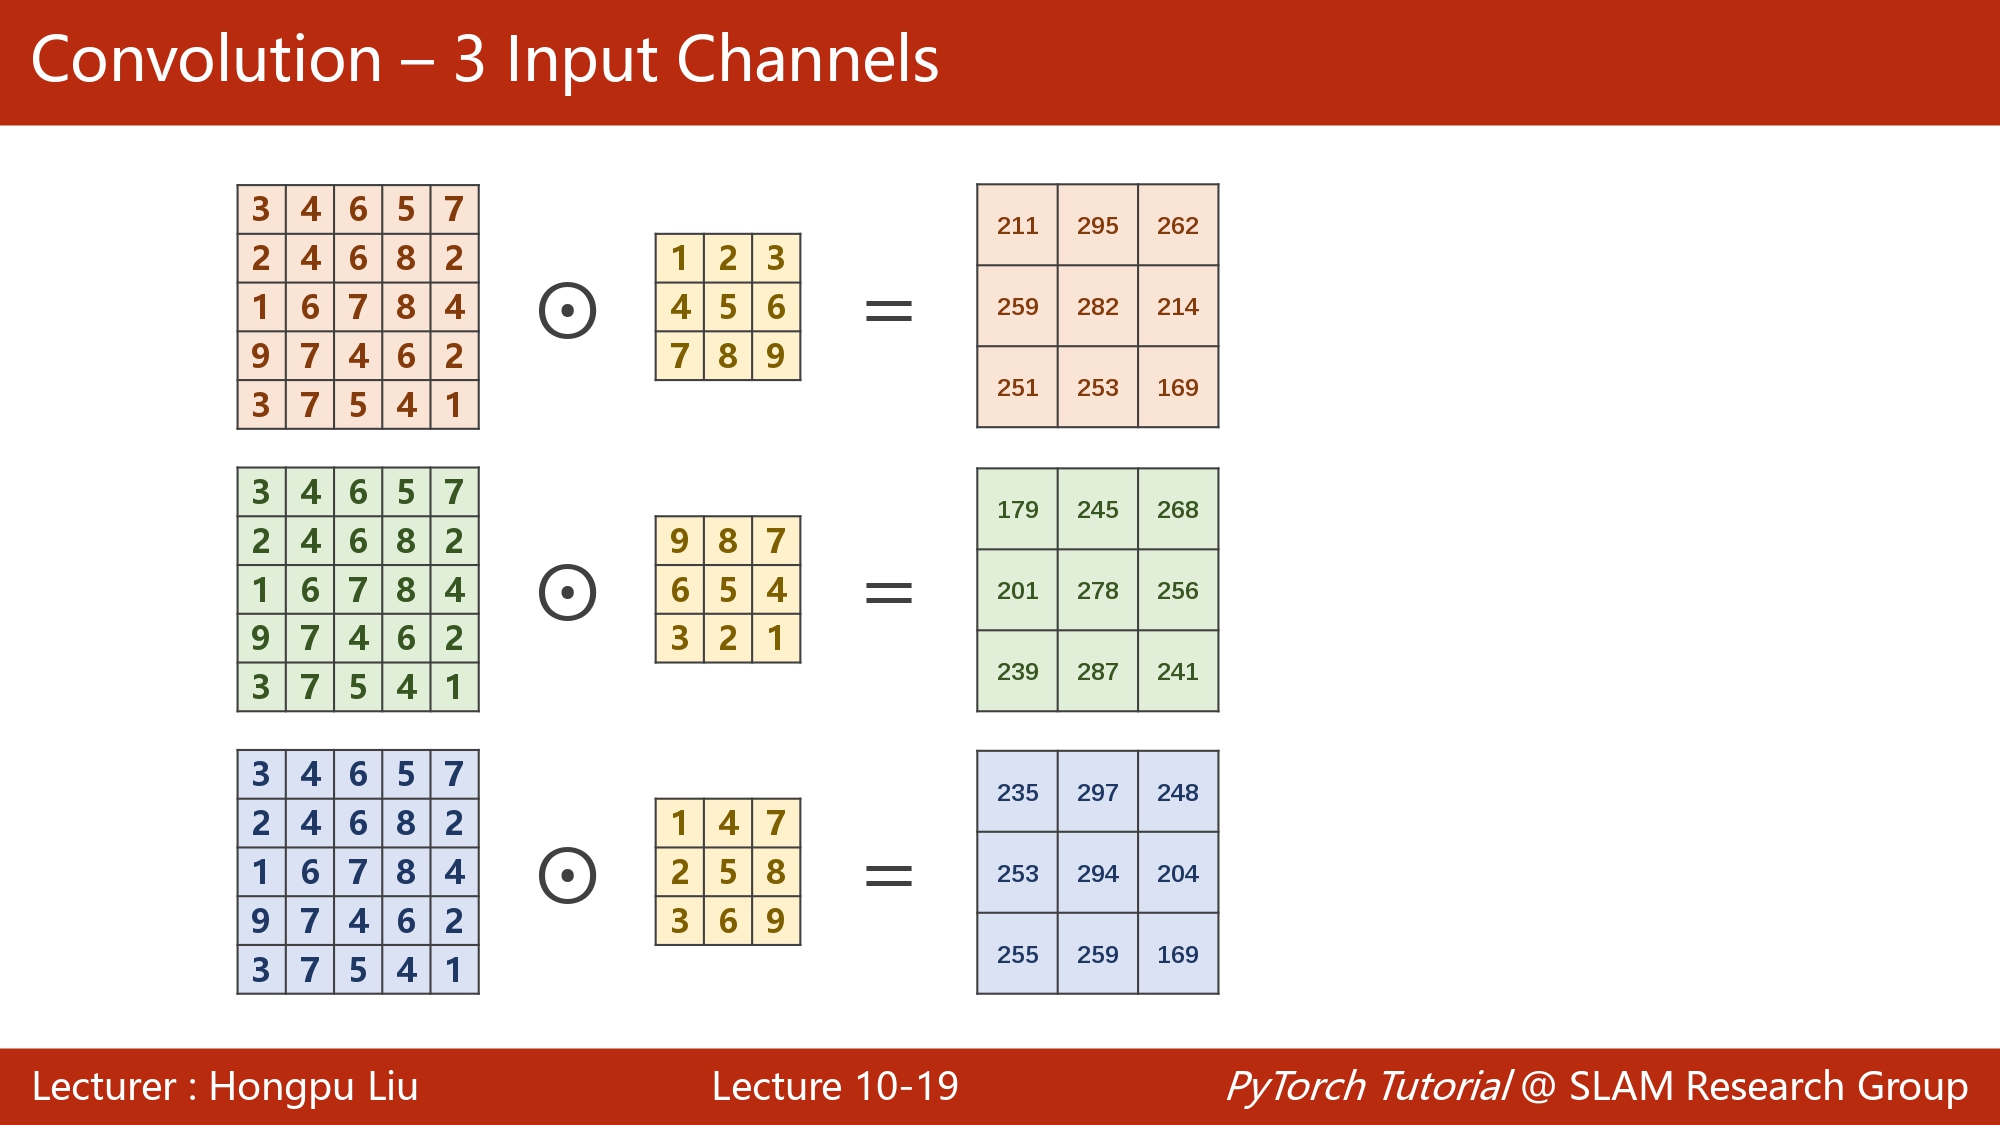 Convolution – 3 Input Channels
3 4 6 5 7
2 4 6 8 2
1 6 7 8 4
9 7 4 6 2
3 7 5 4 1
⊙
1 2 3
4 5 6
7 8 9
=
211 295 262
259 282 214
251 253 169
3 4 6 5 7
2 4 6 8 2
1 6 7 8 4
9 7 4 6 2
3 7 5 4 1
⊙
9 8 7
6 5 4
3 2 1
=
179 245 268
201 278 256
239 287 241
3 4 6 5 7
2 4 6 8 2
1 6 7 8 4
9 7 4 6 2
3 7 5 4 1
⊙
1 4 7
2 5 8
3 6 9
=
235 297 248
253 294 204
255 259 169
Lecturer : Hongpu Liu
Lecture 10-19
PyTorch Tutorial @ SLAM Research Group